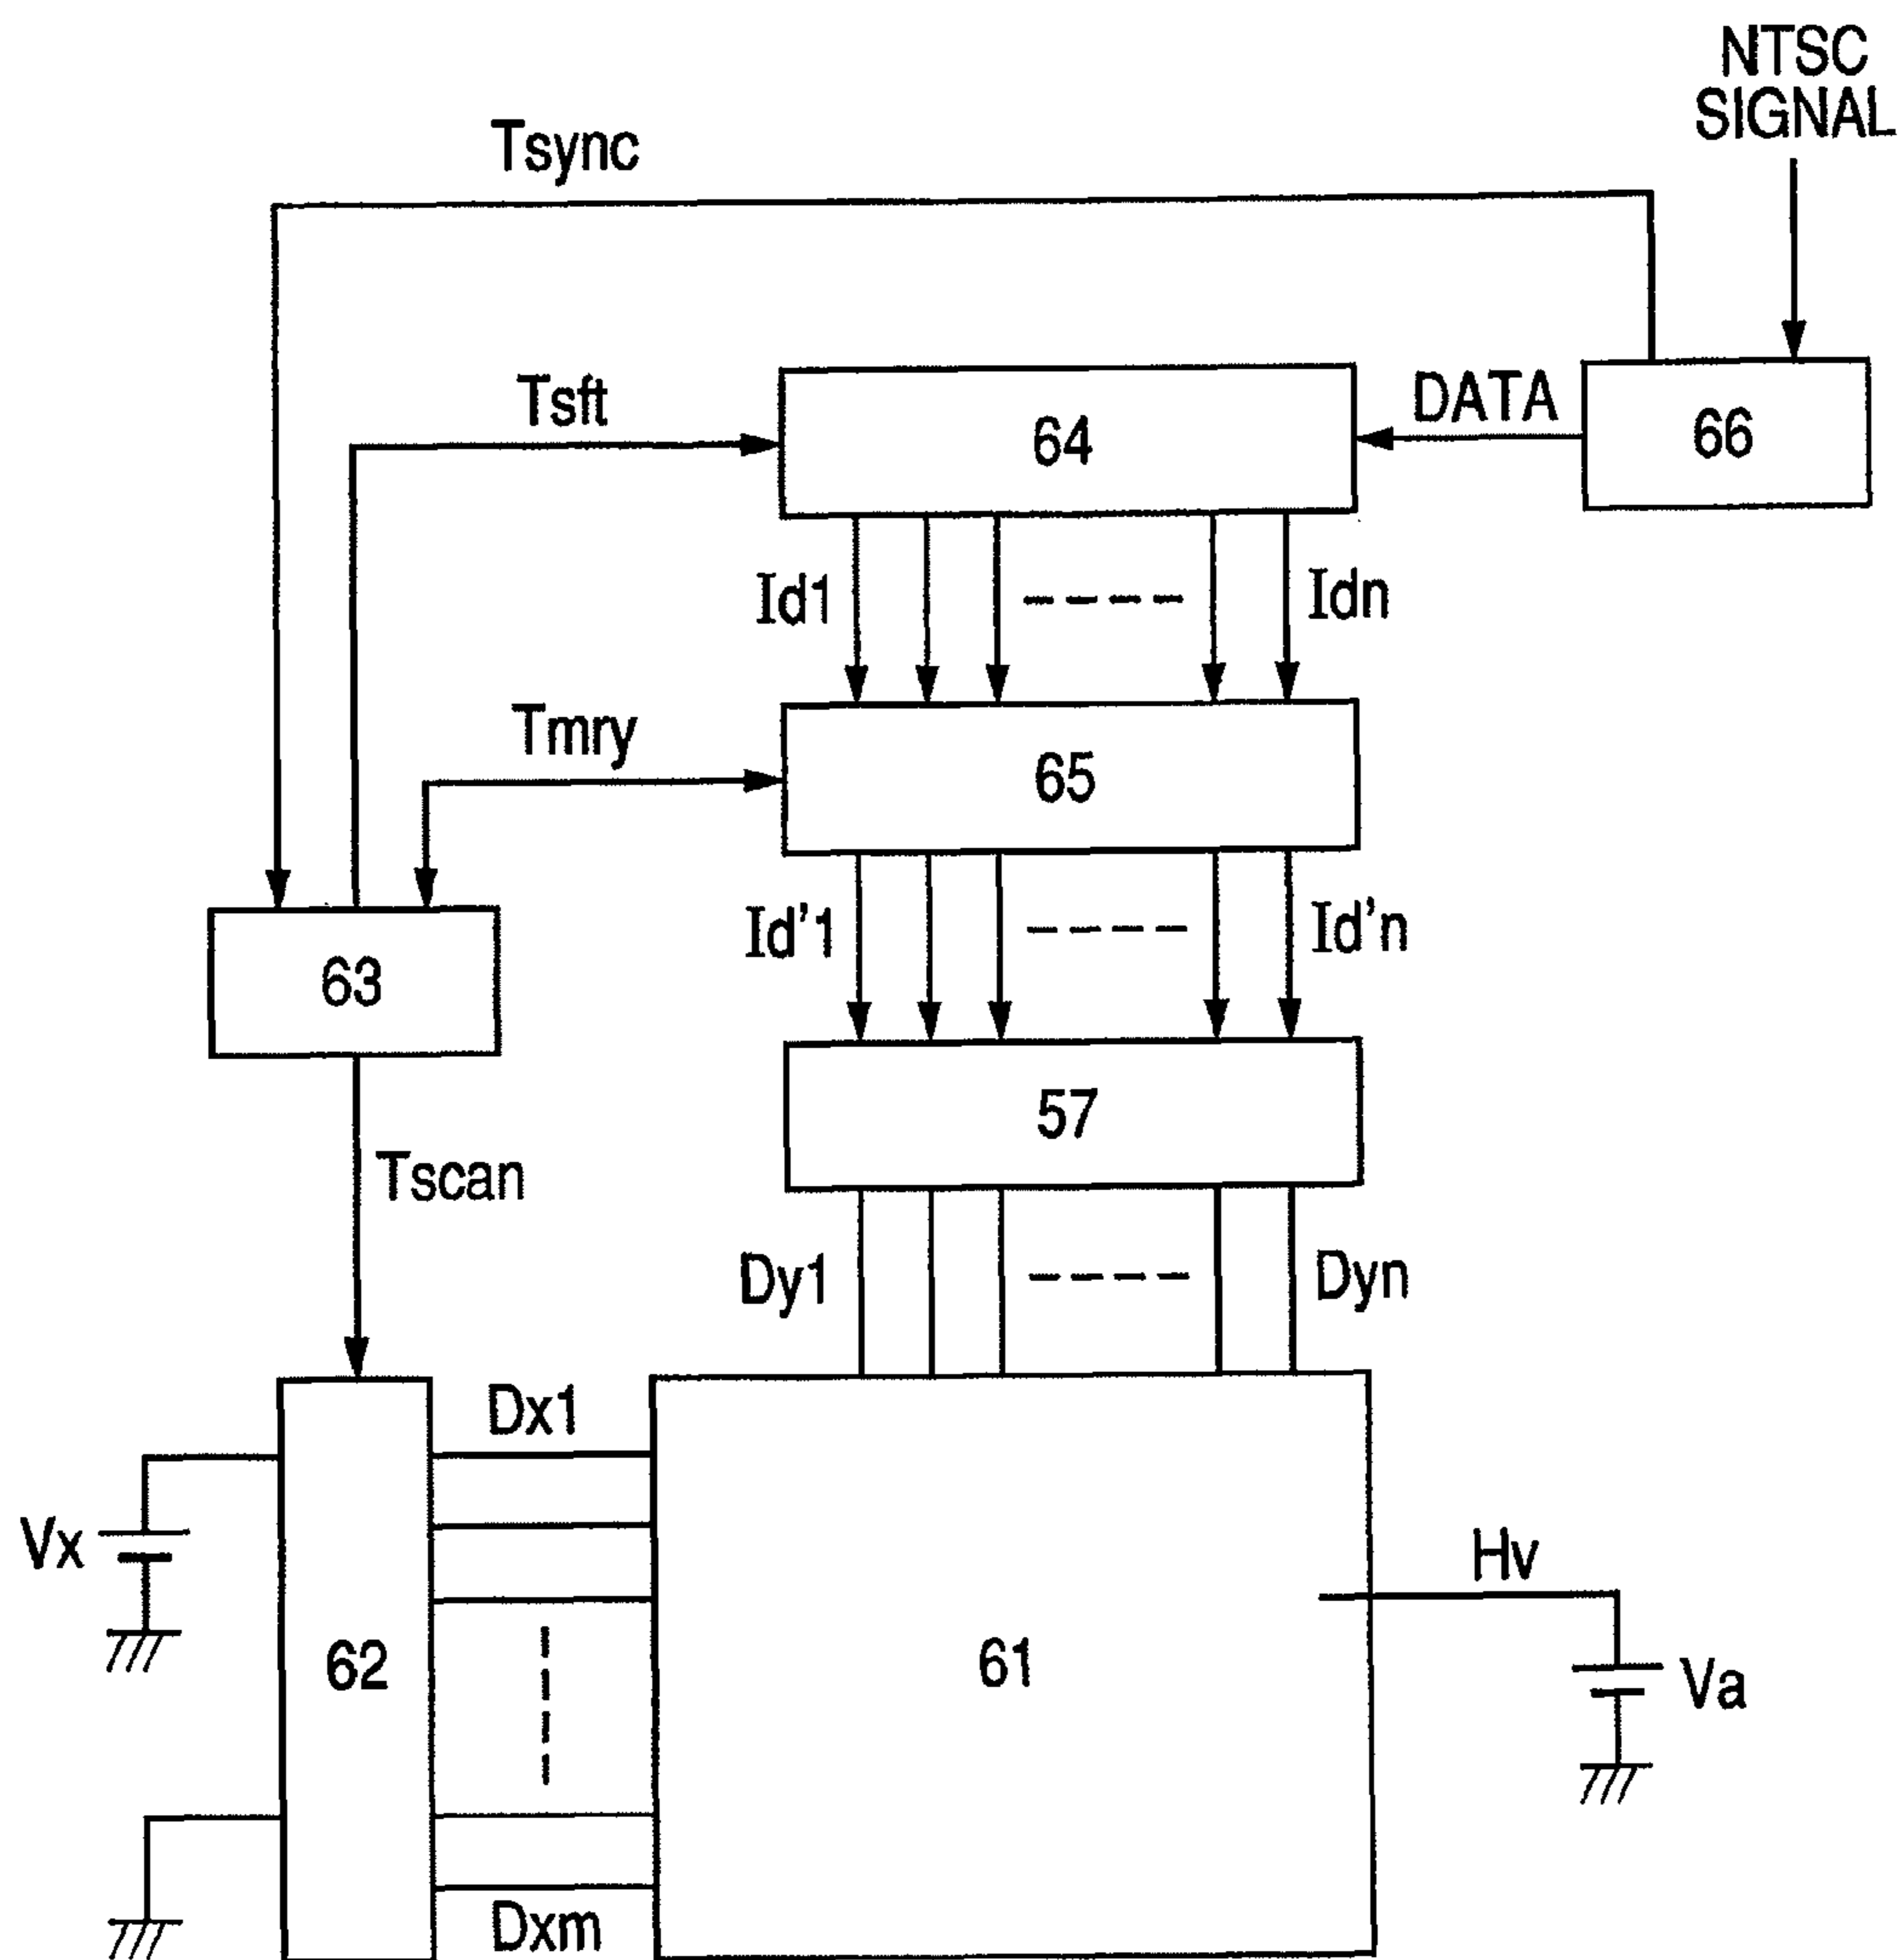 NTSC
SIGNAL
Tsync
Tsft
64
DATA
66
Id1
Idn
Tmry
65
Id'1
Id'n
63
57
Tscan
Dy1
Dyn
Dx1
Vx
Hv
62
61
Va
Dxm